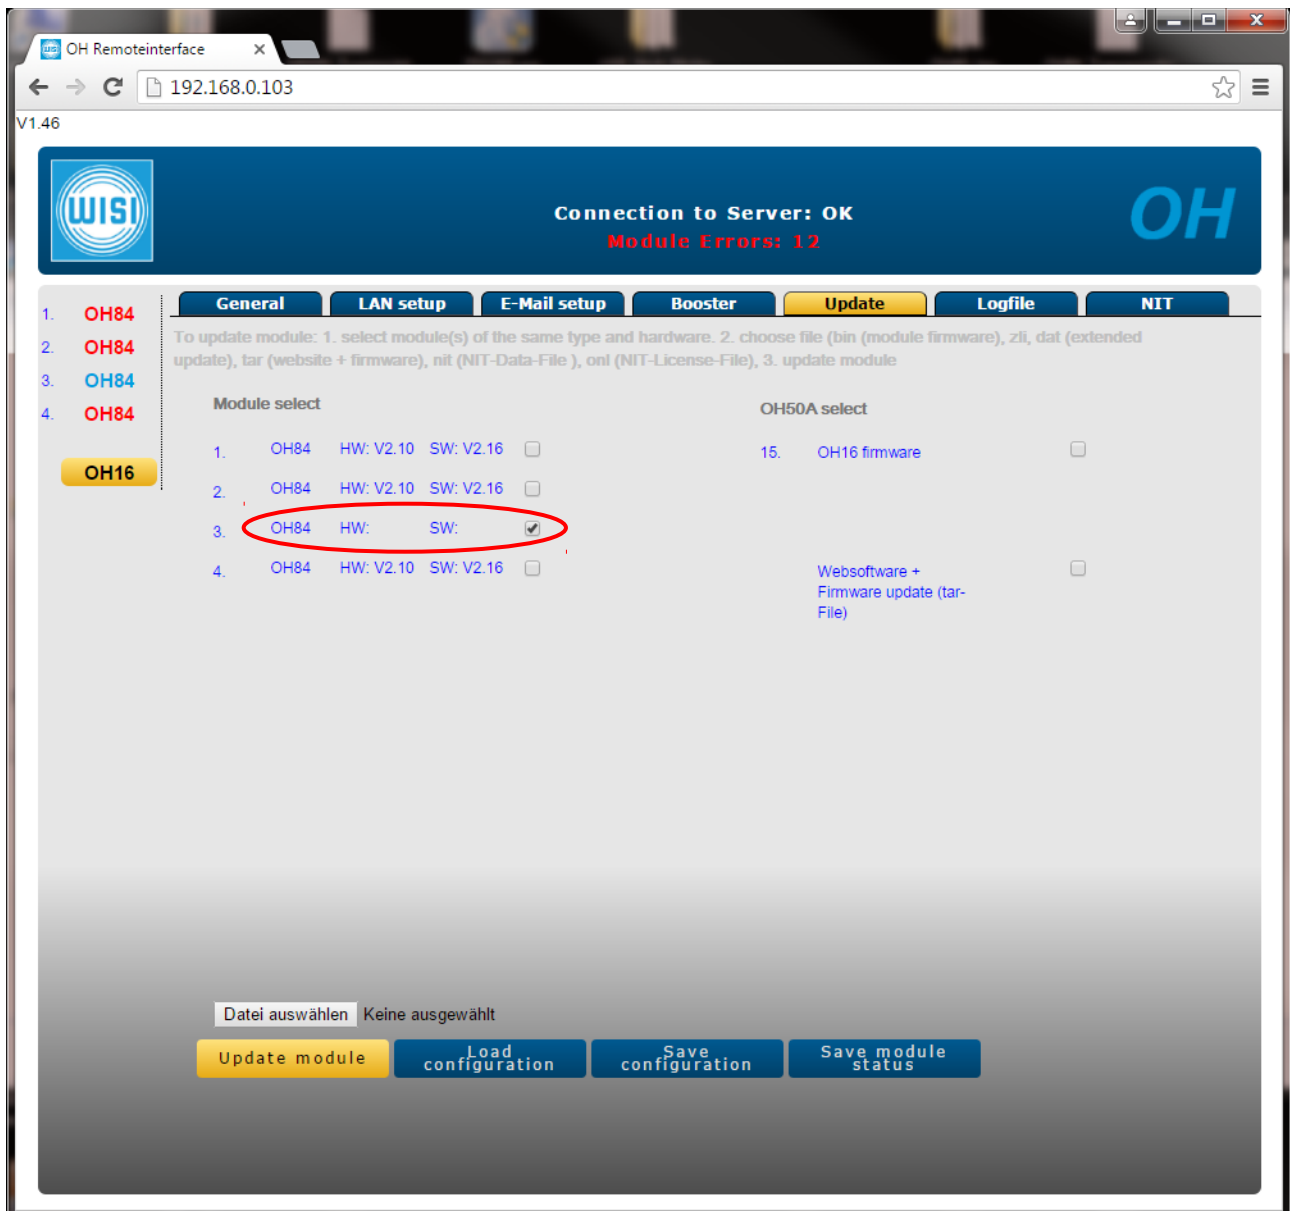 OH Remoteinterface
192.168.0.103
V1.46
WISI
Connection to Server: OK
Module Errors: 12
OH
General LAN setup E-Mail setup Booster Update Logfile NIT
1. OH84
2. OH84
3. OH84
4. OH84
OH16
To update module: 1. select module(s) of the same type and hardware. 2. choose file (bin (module firmware), zli, dat (extended
update), tar (website + firmware), nit (NIT-Data-File ), onl (NIT-License-File), 3. update module
Module select
OH50A select
1. OH84 HW: V2.10 SW: V2.16
15. OH16 firmware
2. OH84 HW: V2.10 SW: V2.16
3. OH84 HW: SW:
4. OH84 HW: V2.10 SW: V2.16
Websoftware +
Firmware update (tar-
File)
Datei auswählen Keine ausgewählt
Update module
Load
configuration
Save
configuration
Save module
status